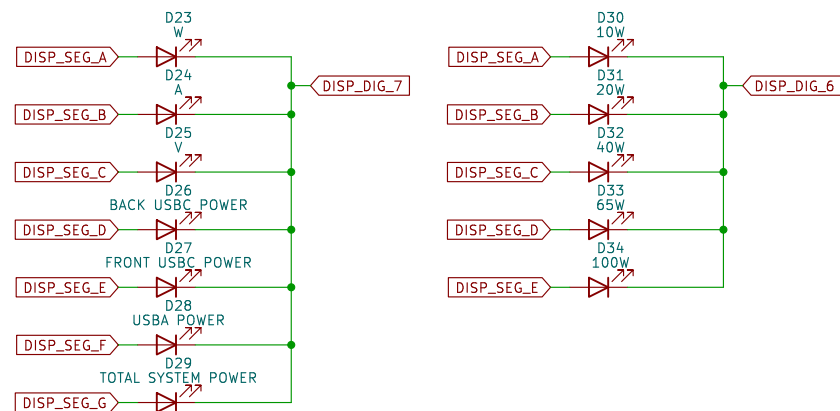 D23
W
DISP_SEG_A
D24
A
DISP_DIG_7
DISP_SEG_B
D25
V
DISP_SEG_C
D26
BACK USBC POWER
DISP_SEG_D
D27
FRONT USBC POWER
DISP_SEG_E
D28
USBA POWER
DISP_SEG_F
D29
TOTAL SYSTEM POWER
DISP_SEG_G
D30
10W
DISP_SEG_A
D31
20W
DISP_DIG_6
DISP_SEG_B
D32
40W
DISP_SEG_C
D33
65W
DISP_SEG_D
D34
100W
DISP_SEG_E